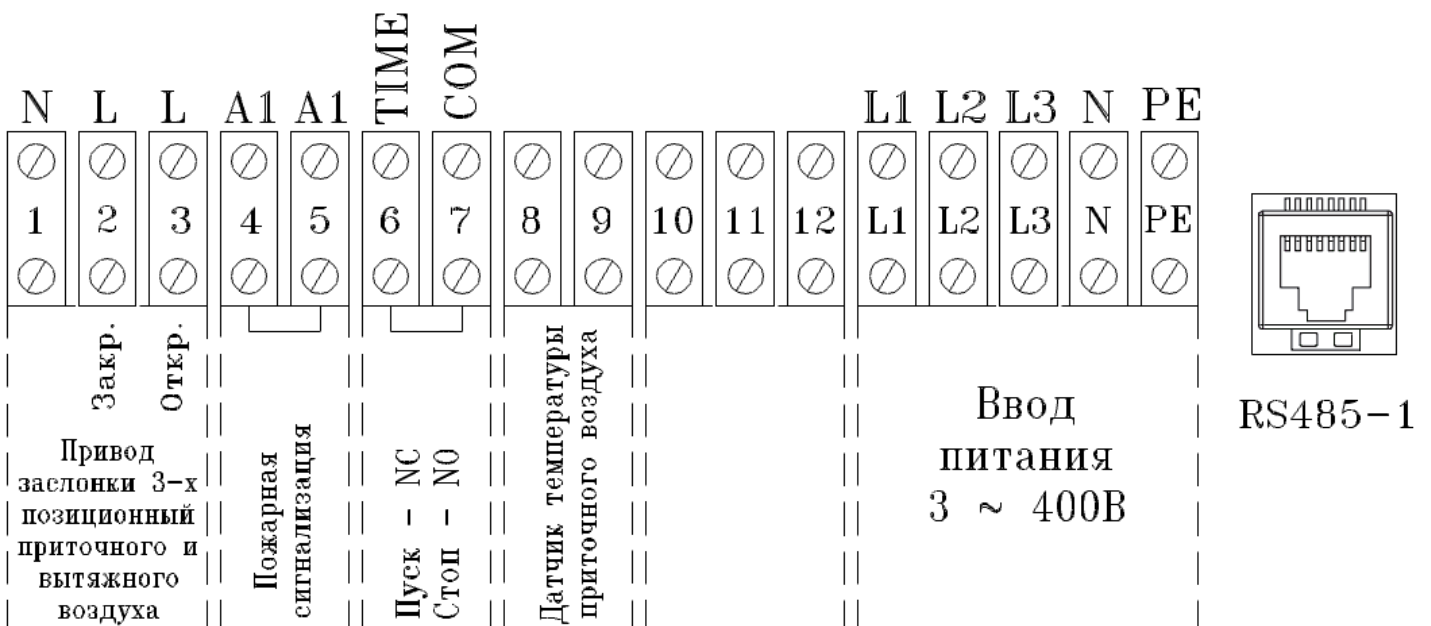 N L L A1 A1 TIME COM L1 L2 L3 N PE
1 2 3 4 5 6 7 8 9 10 11 12 L1 L2 L3 N PE
Закр.
Откр.
Привод
заслонки 3-х
позиционный
приточного и
вытяжного
воздуха
Пожарная
сигнализация
Пуск - NC
Стоп - NO
Датчик температуры
приточного воздуха
Ввод
питания
3 ~ 400В
RS485-1